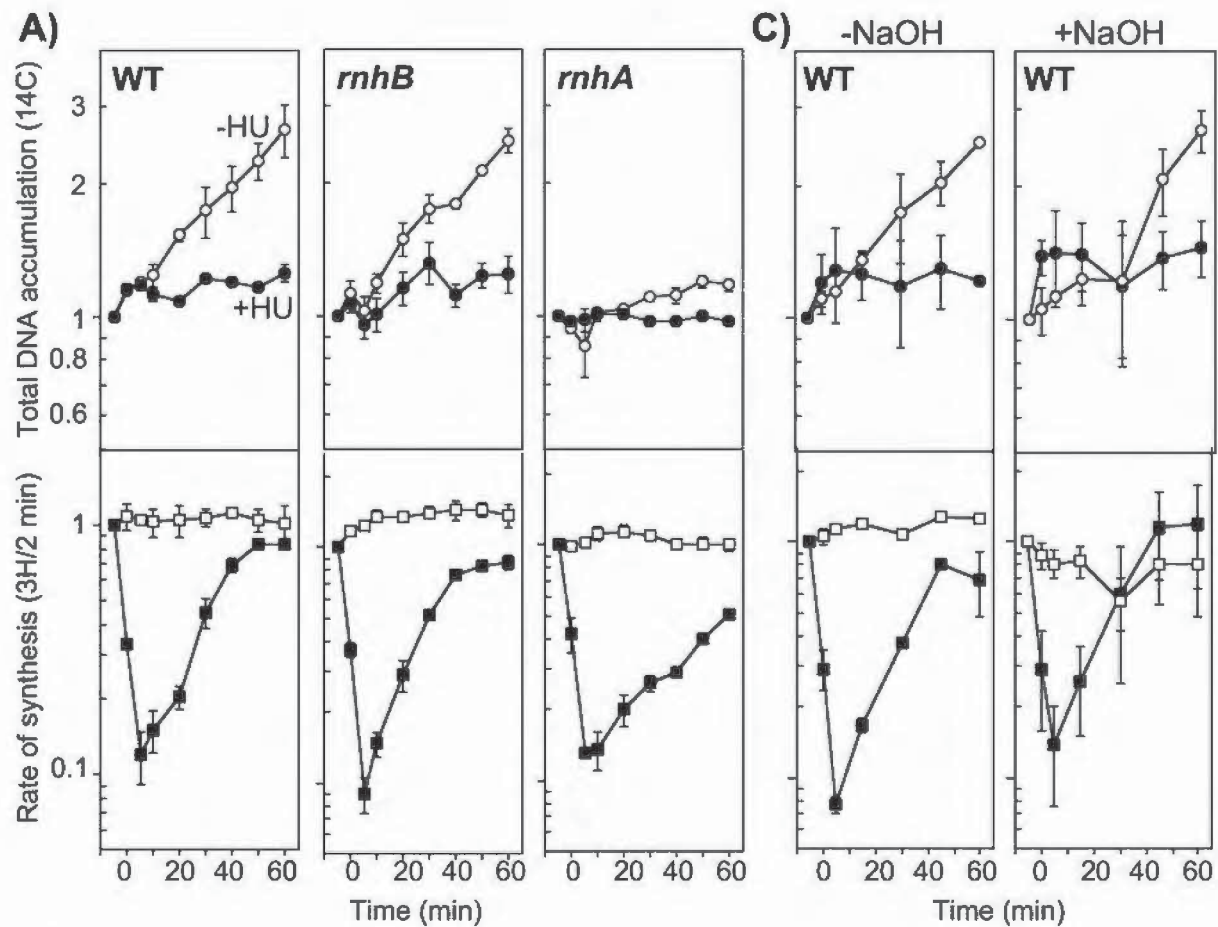 A)
C)
-NaOH
+NaOH
Total DNA accumulation (14C)
3
2
1
0.8
0.6
WT
-HU
+HU
rnhB
rnhA
WT
WT
Rate of synthesis (3H/2 min)
1
0.1
0 20 40 60
0 20 40 60
0 20 40 60
0 20 40 60
0 20 40 60
Time (min)
Time (min)